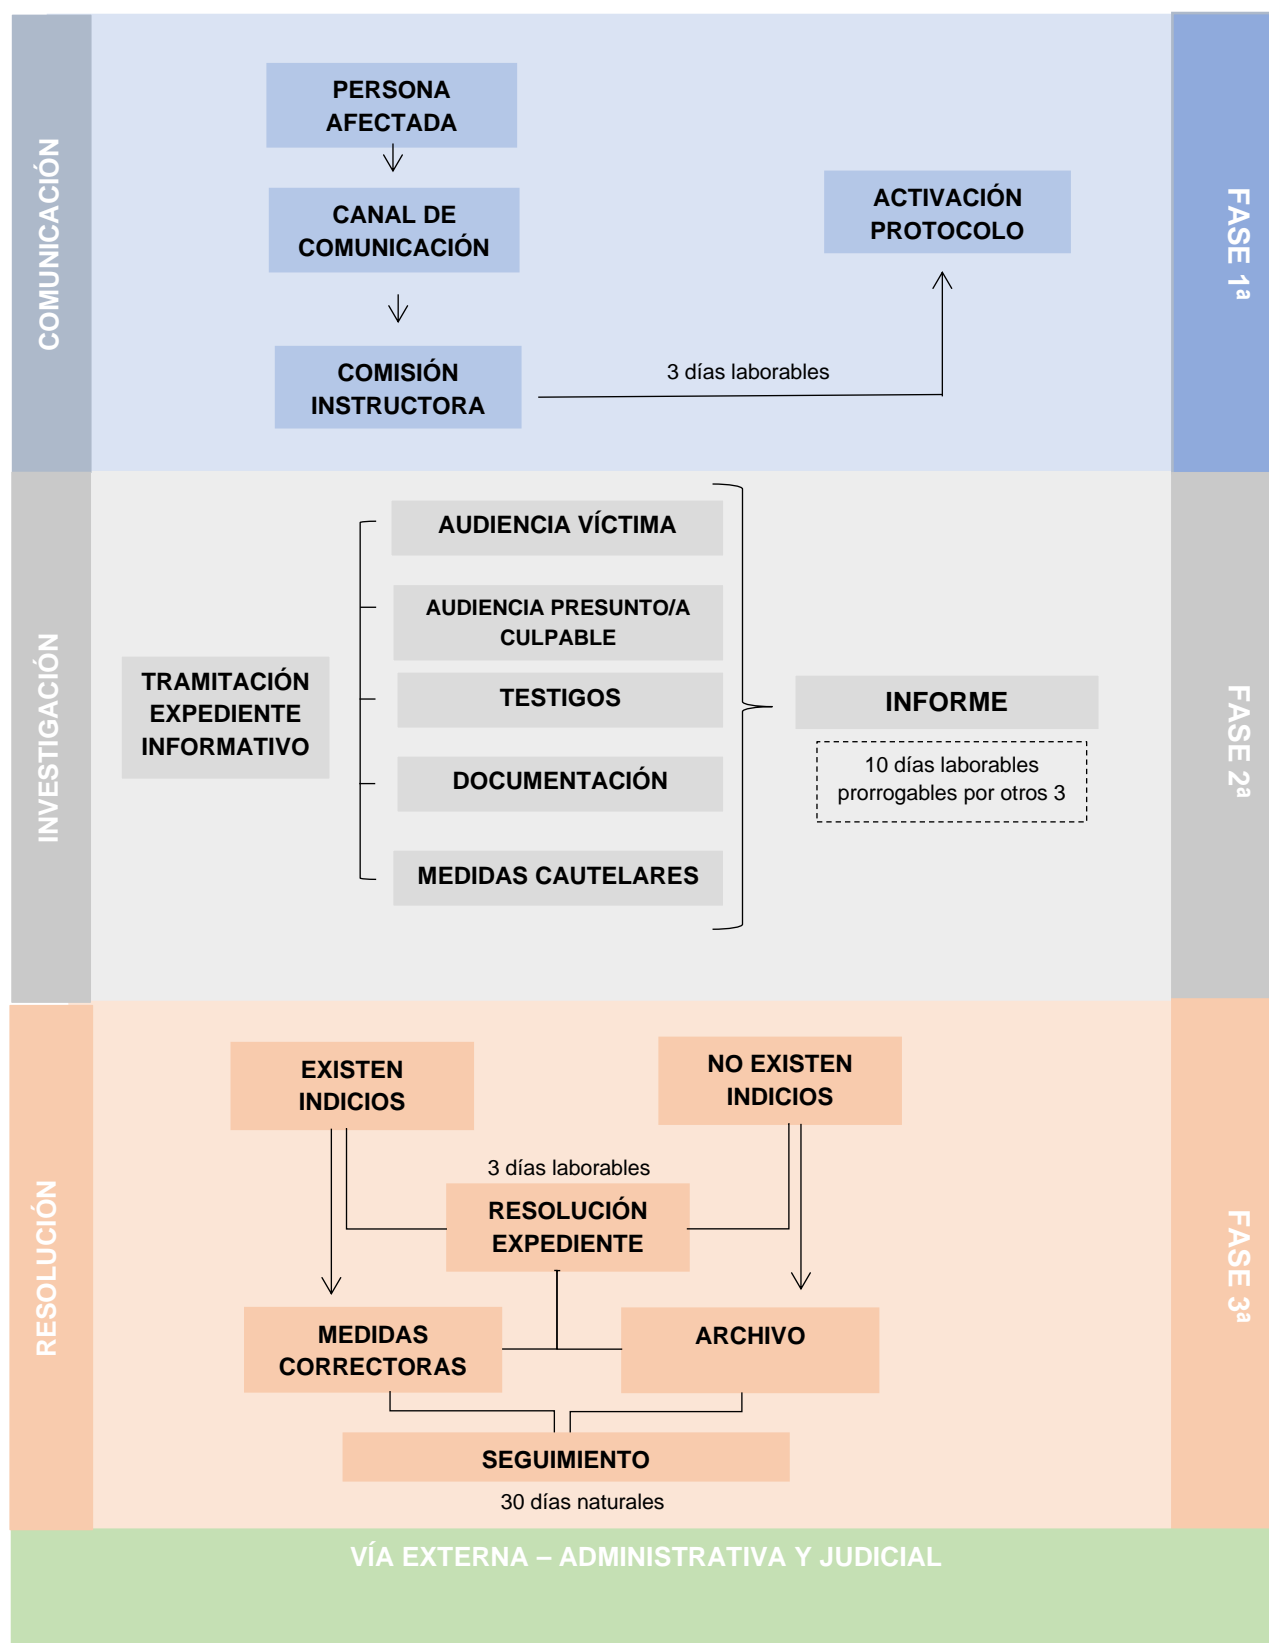 COMUNICACIÓN
PERSONA
AFECTADA
CANAL DE
COMUNICACIÓN
COMISIÓN
INSTRUCTORA
3 días laborables
ACTIVACIÓN
PROTOCOLO
FASE 1ª
INVESTIGACIÓN
TRAMITACIÓN
EXPEDIENTE
INFORMATIVO
AUDIENCIA VÍCTIMA
AUDIENCIA PRESUNTO/A
CULPABLE
TESTIGOS
DOCUMENTACIÓN
MEDIDAS CAUTELARES
INFORME
10 días laborables
prorrogables por otros 3
FASE 2ª
RESOLUCIÓN
EXISTEN
INDICIOS
NO EXISTEN
INDICIOS
3 días laborables
RESOLUCIÓN
EXPEDIENTE
MEDIDAS
CORRECTORAS
ARCHIVO
SEGUIMIENTO
30 días naturales
FASE 3ª
VÍA EXTERNA – ADMINISTRATIVA Y JUDICIAL